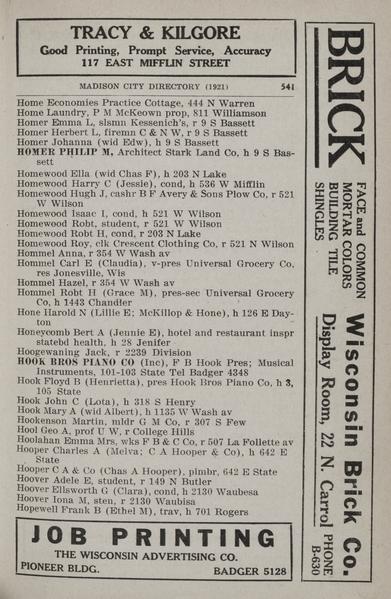 TRACY & KILGORE
Good Printing, Prompt Service, Accuracy
117 EAST MIFFLIN STREET
MADISON CITY DIRECTORY (1921) 541
Home Economies Practice Cottage, 444 N Warren
Home Laundry, P M McKeown prop, 811 Williamson
Homer Emma L, slsmn Kessenich's, r 9 S Bassett
Homer Herbert L, firemn C & N W, r 9 S Bassett
Homer Johanna (wid Edw), h 9 S Bassett
HOMER PHILIP M, Architect Stark Land Co, h 9 S Bas-
sett
Homewood Ella (wid Chas F), h 203 N Lake
Homewood Harry C (Jessie), cond, h 536 W Mifflin
Homewood Hugh J, cashr B F Avery & Sons Plow Co, r 521
W Wilson
Homewood Isaac I, cond, h 521 W Wilson
Homewood Robt, student, r 521 W Wilson
Homewood Robt H, cond, r 203 N Lake
Homewood Roy, clk Crescent Clothing Co, r 521 N Wilson
Hommel Anna, r 354 W Wash av
Hommel Carl E (Claudia), v-pres Universal Grocery Co,
res Jonesville, Wis
Hommel Hazel, r 354 W Wash av
Hommel Robt H (Grace M), pres-sec Universal Grocery
Co, h 1443 Chandler
Hone Harold N (Lillie E; McKillop & Hone), h 126 E Day-
ton
Honeycomb Bert A (Jennie E), hotel and restaurant inspr
statebd health, h 28 Jenifer
Hoogewaning Jack, r 2239 Division
HOOK BROS PIANO CO (Inc), F B Hook Pres; Musical
Instruments, 101-103 State Tel Badger 4348
Hook Floyd B (Henrietta), pres Hook Bros Piano Co, h 3,
105 State
Hook John C (Lota), h 318 S Henry
Hook Mary A (wid Albert), h 1135 W Wash av
Hookenson Martin, mldr G M Co, r 307 S Few
Hool Geo A, prof U W, r College Hills
Hoolahan Emma Mrs, wks F B & C Co, r 507 La Follette av
Hooper Charles A (Melva; C A Hooper & Co), h 642 E
State
Hooper C A & Co (Chas A Hooper), plmbr, 642 E State
Hoover Adele E, student, r 149 N Butler
Hoover Ellsworth G (Clara), cond, h 2130 Waubesa
Hoover Iona M, sten, r 2130 Waubisa
Hopewell Frank B (Ethel M), trav, h 701 Rogers
JOB PRINTING
THE WISCONSIN ADVERTISING CO.
PIONEER BLDG. BADGER 5128
BRICK
FACE and COMMON
MORTAR COLORS
BUILDING TILE
SHINGLES
Wisconsin Brick Co.
Display Room, 22 N. Carrol
PHONE
B-630